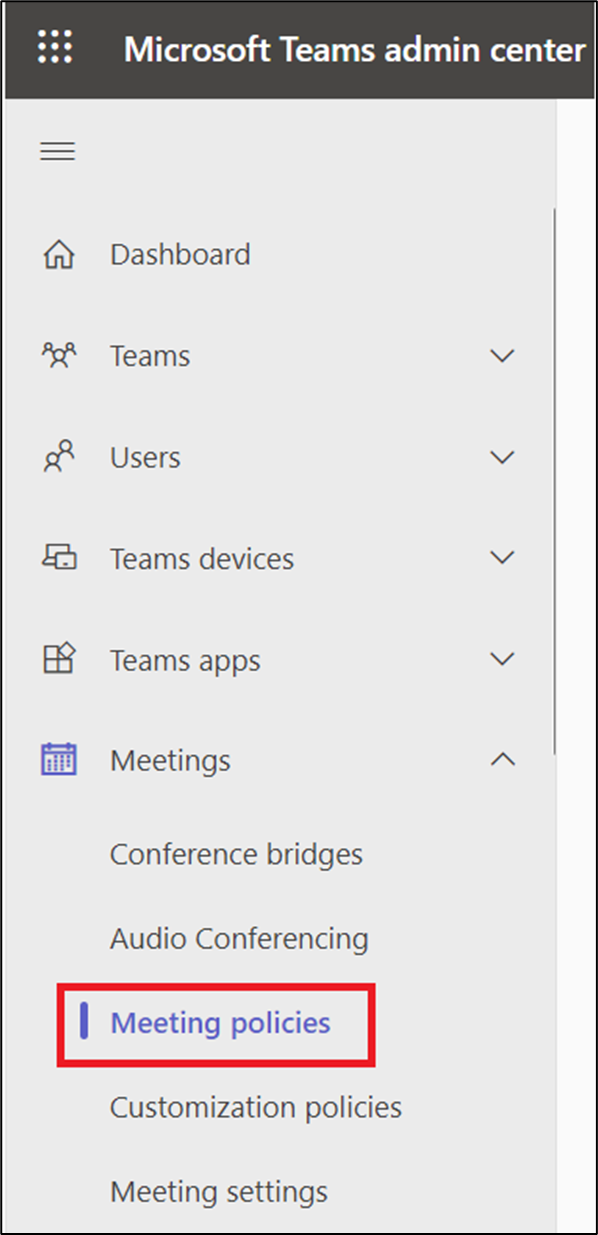 Microsoft Teams admin center
Dashboard
Teams
Users
Teams devices
Teams apps
Meetings
Conference bridges
Audio Conferencing
Meeting policies
Customization policies
Meeting settings